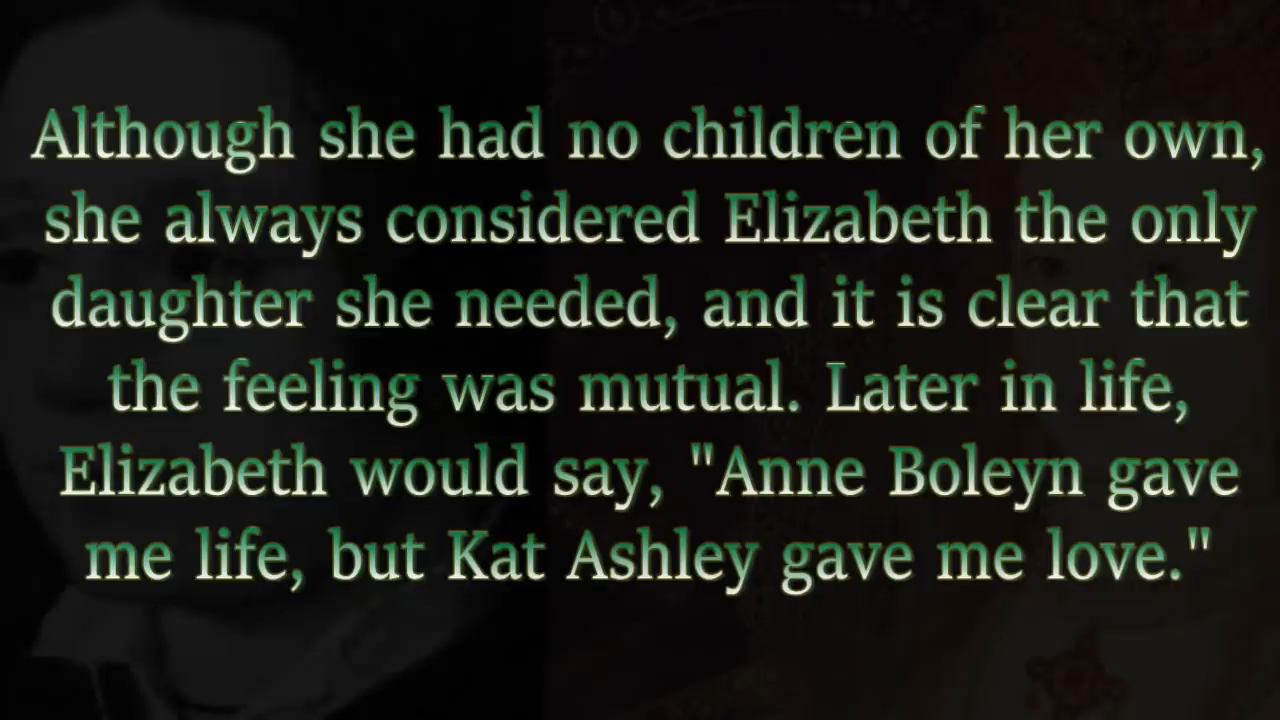 Although she had no children of her own,
she always considered Elizabeth the only
daughter she needed, and it is clear that
the feeling was mutual. Later in life,
Elizabeth would say, "Anne Boleyn gave
me life, but Kat Ashley gave me love."